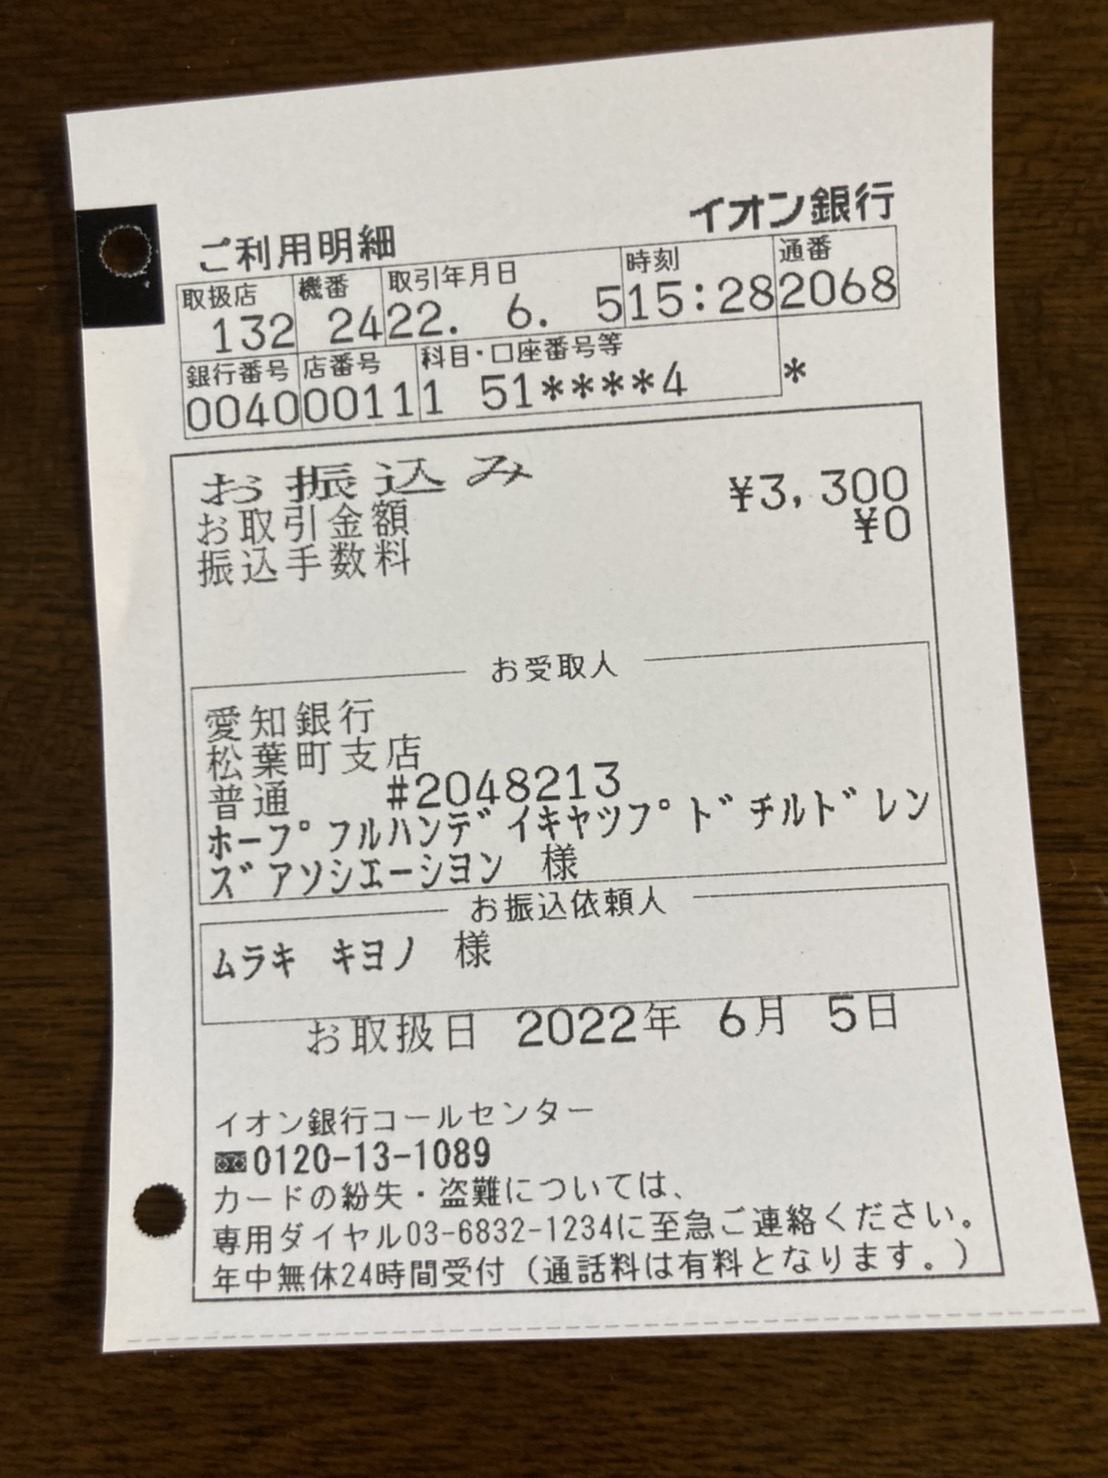 イオン銀行
ご利用明細
取扱店 機番 取引年月日 時刻 通番
132 24 22. 6. 5 15:28 2068
銀行番号 店番号 科目・口座番号等
0040 00111 1 51****4 *
お振込み
お取引金額 ¥3,300
振込手数料 ¥0
お受取人
愛知銀行
松葉町支店
普通 #2048213
ホープフルハンデイキヤツプドチルドレン
ズアソシエーシヨン 様
お振込依頼人
ムラキ キヨノ 様
お取扱日 2022年 6月 5日
イオン銀行コールセンター
0120-13-1089
カードの紛失・盗難については、
専用ダイヤル03-6832-1234に至急ご連絡ください。
年中無休24時間受付(通話料は有料となります。)